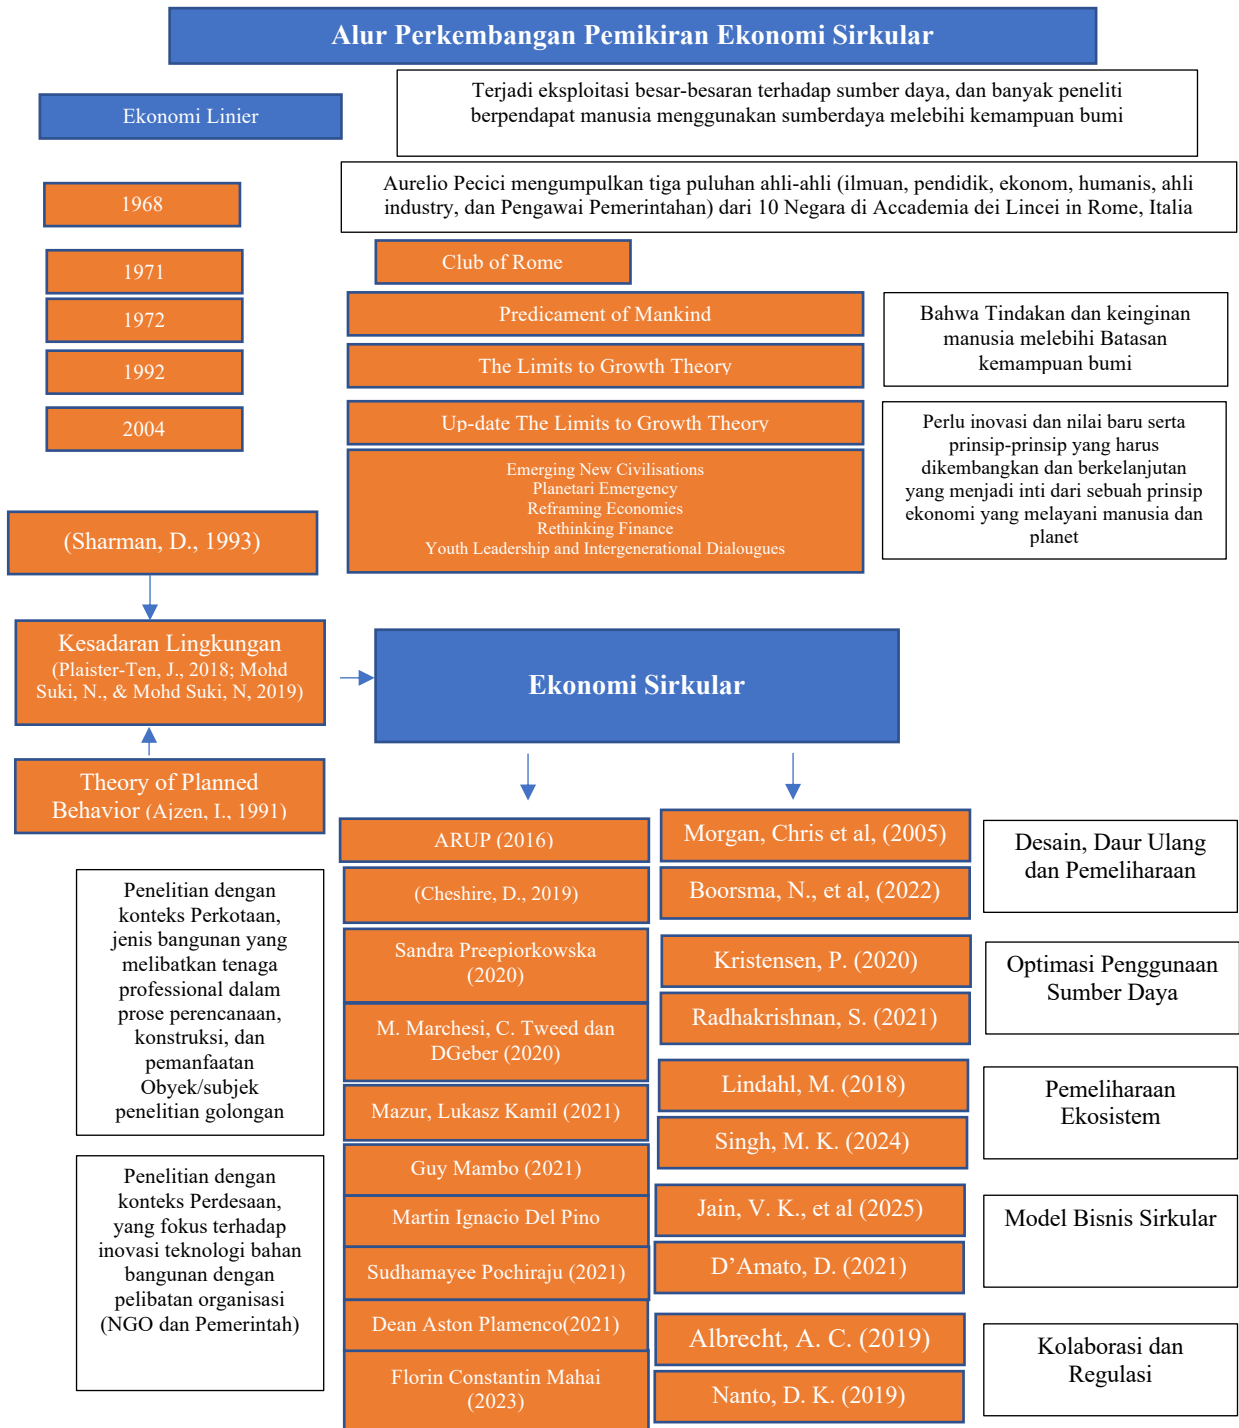 Alur Perkembangan Pemikiran Ekonomi Sirkular
Ekonomi Linier
Terjadi eksploitasi besar-besaran terhadap sumber daya, dan banyak peneliti
berpendapat manusia menggunakan sumberdaya melebihi kemampuan bumi
1968
Aurelio Pecici mengumpulkan tiga puluhan ahli-ahli (ilmuan, pendidik, ekonom, humanis, ahli
industry, dan Pengawai Pemerintahan) dari 10 Negara di Accademia dei Lincei in Rome, Italia
1971
Club of Rome
1972
Predicament of Mankind
Bahwa Tindakan dan keinginan
manusia melebihi Batasan
kemampuan bumi
1992
The Limits to Growth Theory
2004
Up-date The Limits to Growth Theory
Emerging New Civilisations
Planetari Emergency
Reframing Economies
Rethinking Finance
Youth Leadership and Intergenerational Dialougues
Perlu inovasi dan nilai baru serta
prinsip-prinsip yang harus
dikembangkan dan berkelanjutan
yang menjadi inti dari sebuah prinsip
ekonomi yang melayani manusia dan
planet
(Sharman, D., 1993)
Kesadaran Lingkungan
(Plaister-Ten, J., 2018; Mohd
Suki, N., & Mohd Suki, N, 2019)
Ekonomi Sirkular
Theory of Planned
Behavior (Ajzen, I., 1991)
Penelitian dengan
konteks Perkotaan,
jenis bangunan yang
melibatkan tenaga
professional dalam
prose perencanaan,
konstruksi, dan
pemanfaatan
Obyek/subjek
penelitian golongan
Penelitian dengan
konteks Perdesaan,
yang fokus terhadap
inovasi teknologi bahan
bangunan dengan
pelibatan organisasi
(NGO dan Pemerintah)
ARUP (2016)
(Cheshire, D., 2019)
Sandra Preepiorkowska
(2020)
M. Marchesi, C. Tweed dan
DGeber (2020)
Mazur, Lukasz Kamil (2021)
Guy Mambo (2021)
Martin Ignacio Del Pino
Sudhamayee Pochiraju (2021)
Dean Aston Plamenco(2021)
Florin Constantin Mahai
(2023)
Morgan, Chris et al, (2005)
Boorsma, N., et al, (2022)
Desain, Daur Ulang
dan Pemeliharaan
Kristensen, P. (2020)
Radhakrishnan, S. (2021)
Optimasi Penggunaan
Sumber Daya
Lindahl, M. (2018)
Singh, M. K. (2024)
Pemeliharaan
Ekosistem
Jain, V. K., et al (2025)
D’Amato, D. (2021)
Model Bisnis Sirkular
Albrecht, A. C. (2019)
Nanto, D. K. (2019)
Kolaborasi dan
Regulasi